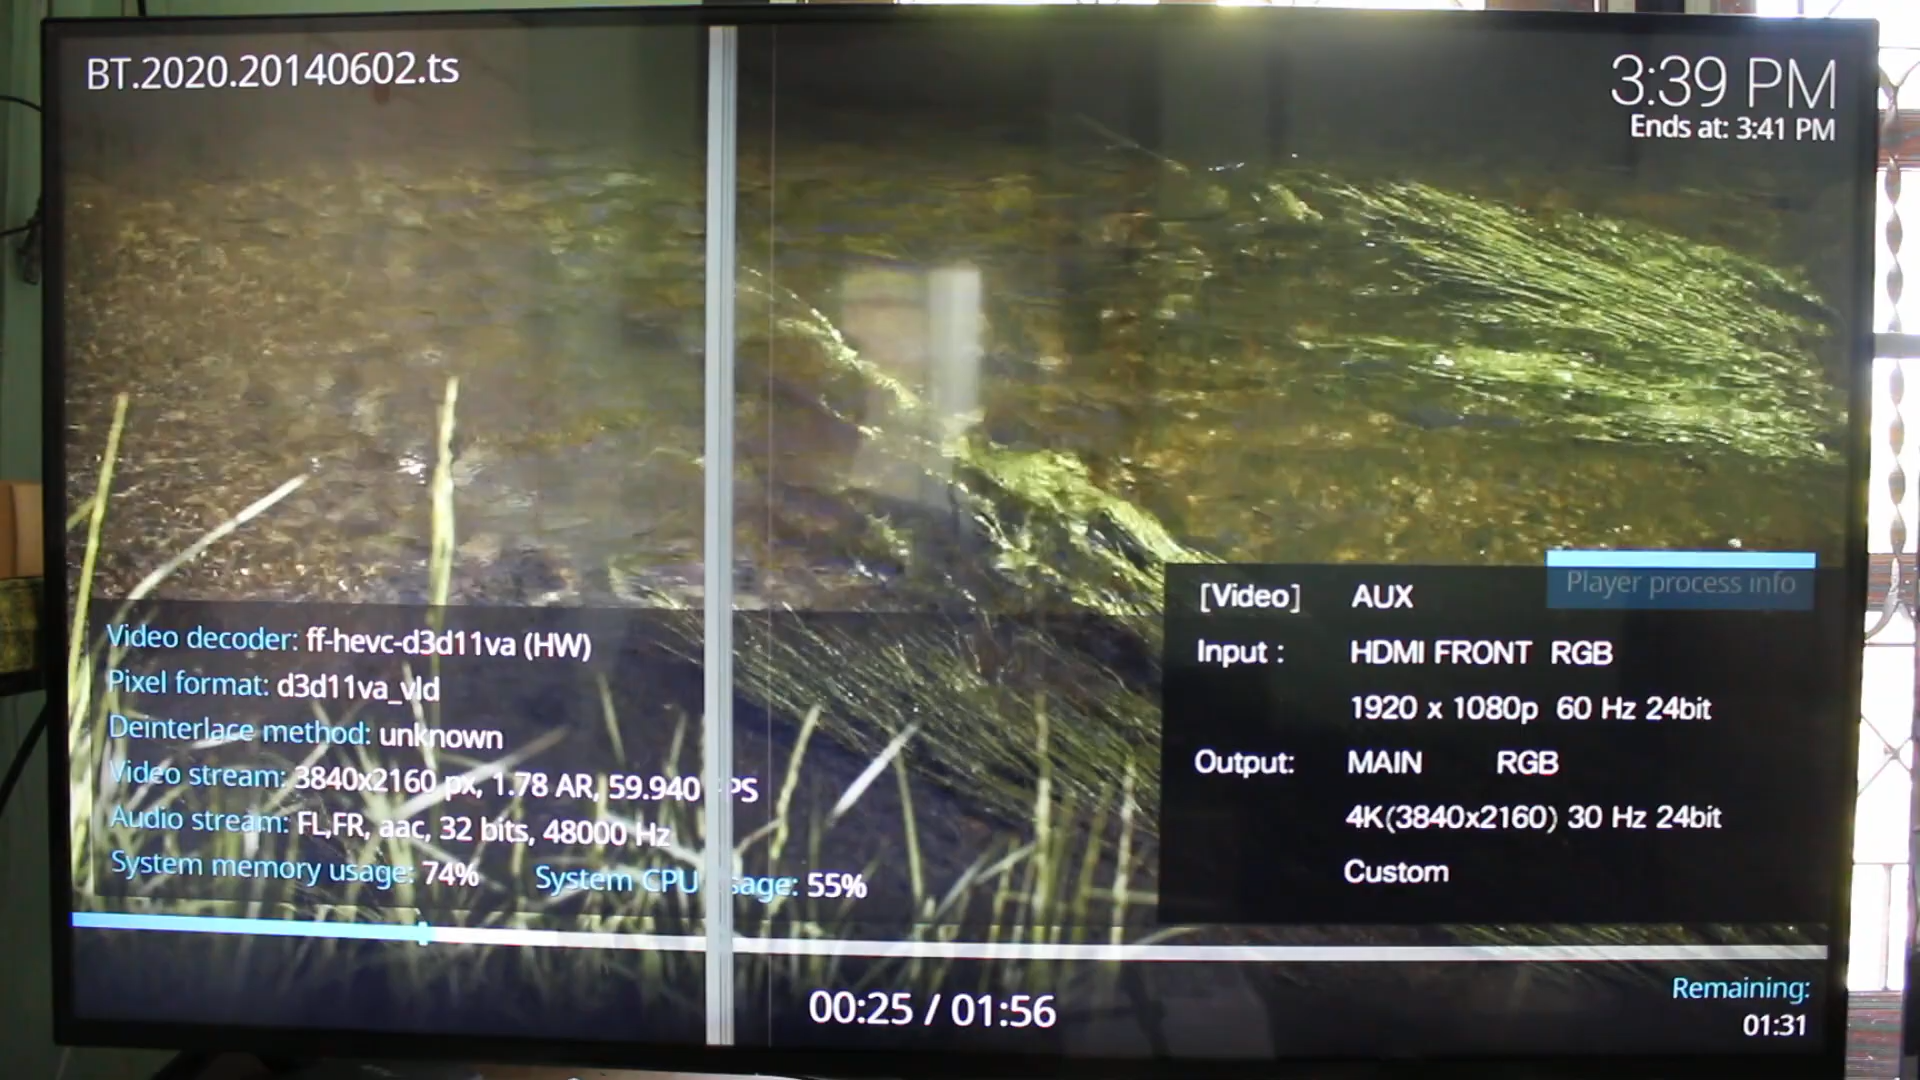 BT.2020.20140602.ts
3:39 PM
Ends at: 3:41 PM
Player process info
[Video] AUX
Input : HDMI FRONT RGB
1920 x 1080p 60 Hz 24bit
Output: MAIN RGB
4K(3840x2160) 30 Hz 24bit
Custom
Video decoder: ff-hevc-d3d11va (HW)
Pixel format: d3d11va_vld
Deinterlace method: unknown
Video stream: 3840x2160 px, 1.78 AR, 59.940 PS
Audio stream: FL,FR, aac, 32 bits, 48000 Hz
System memory usage: 74% System CPU sage: 55%
00:25 / 01:56
Remaining:
01:31